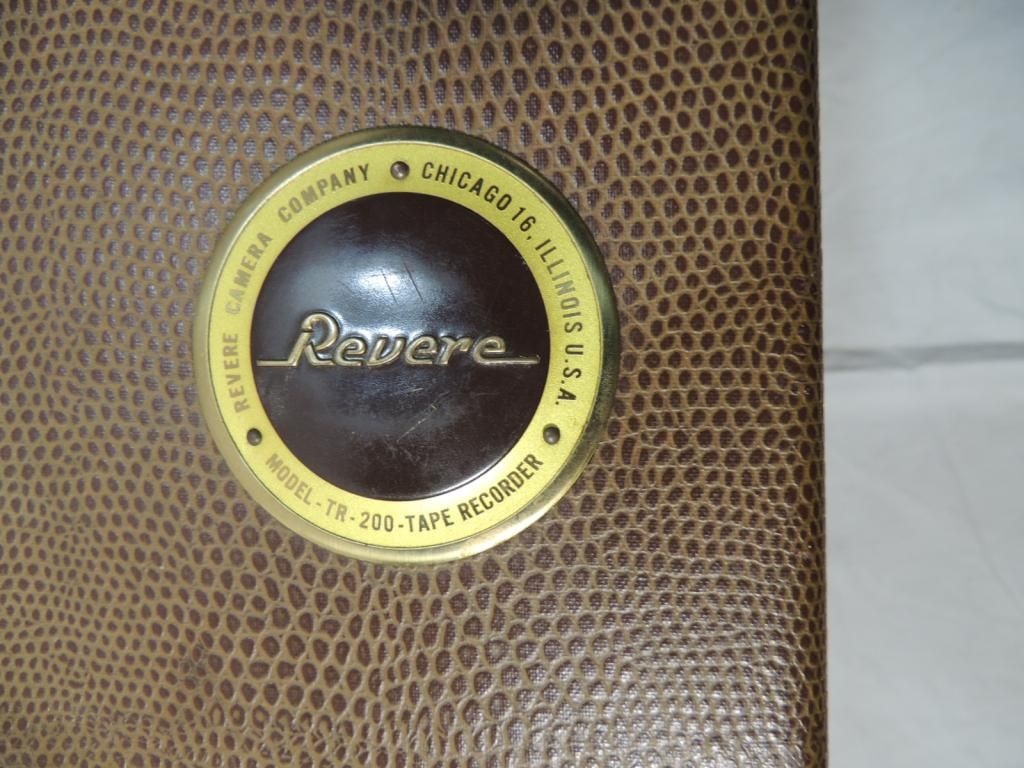 REVERE CAMERA COMPANY
CHICAGO 16, ILLINOIS U.S.A.
Revere
MODEL-TR-200-TAPE RECORDER